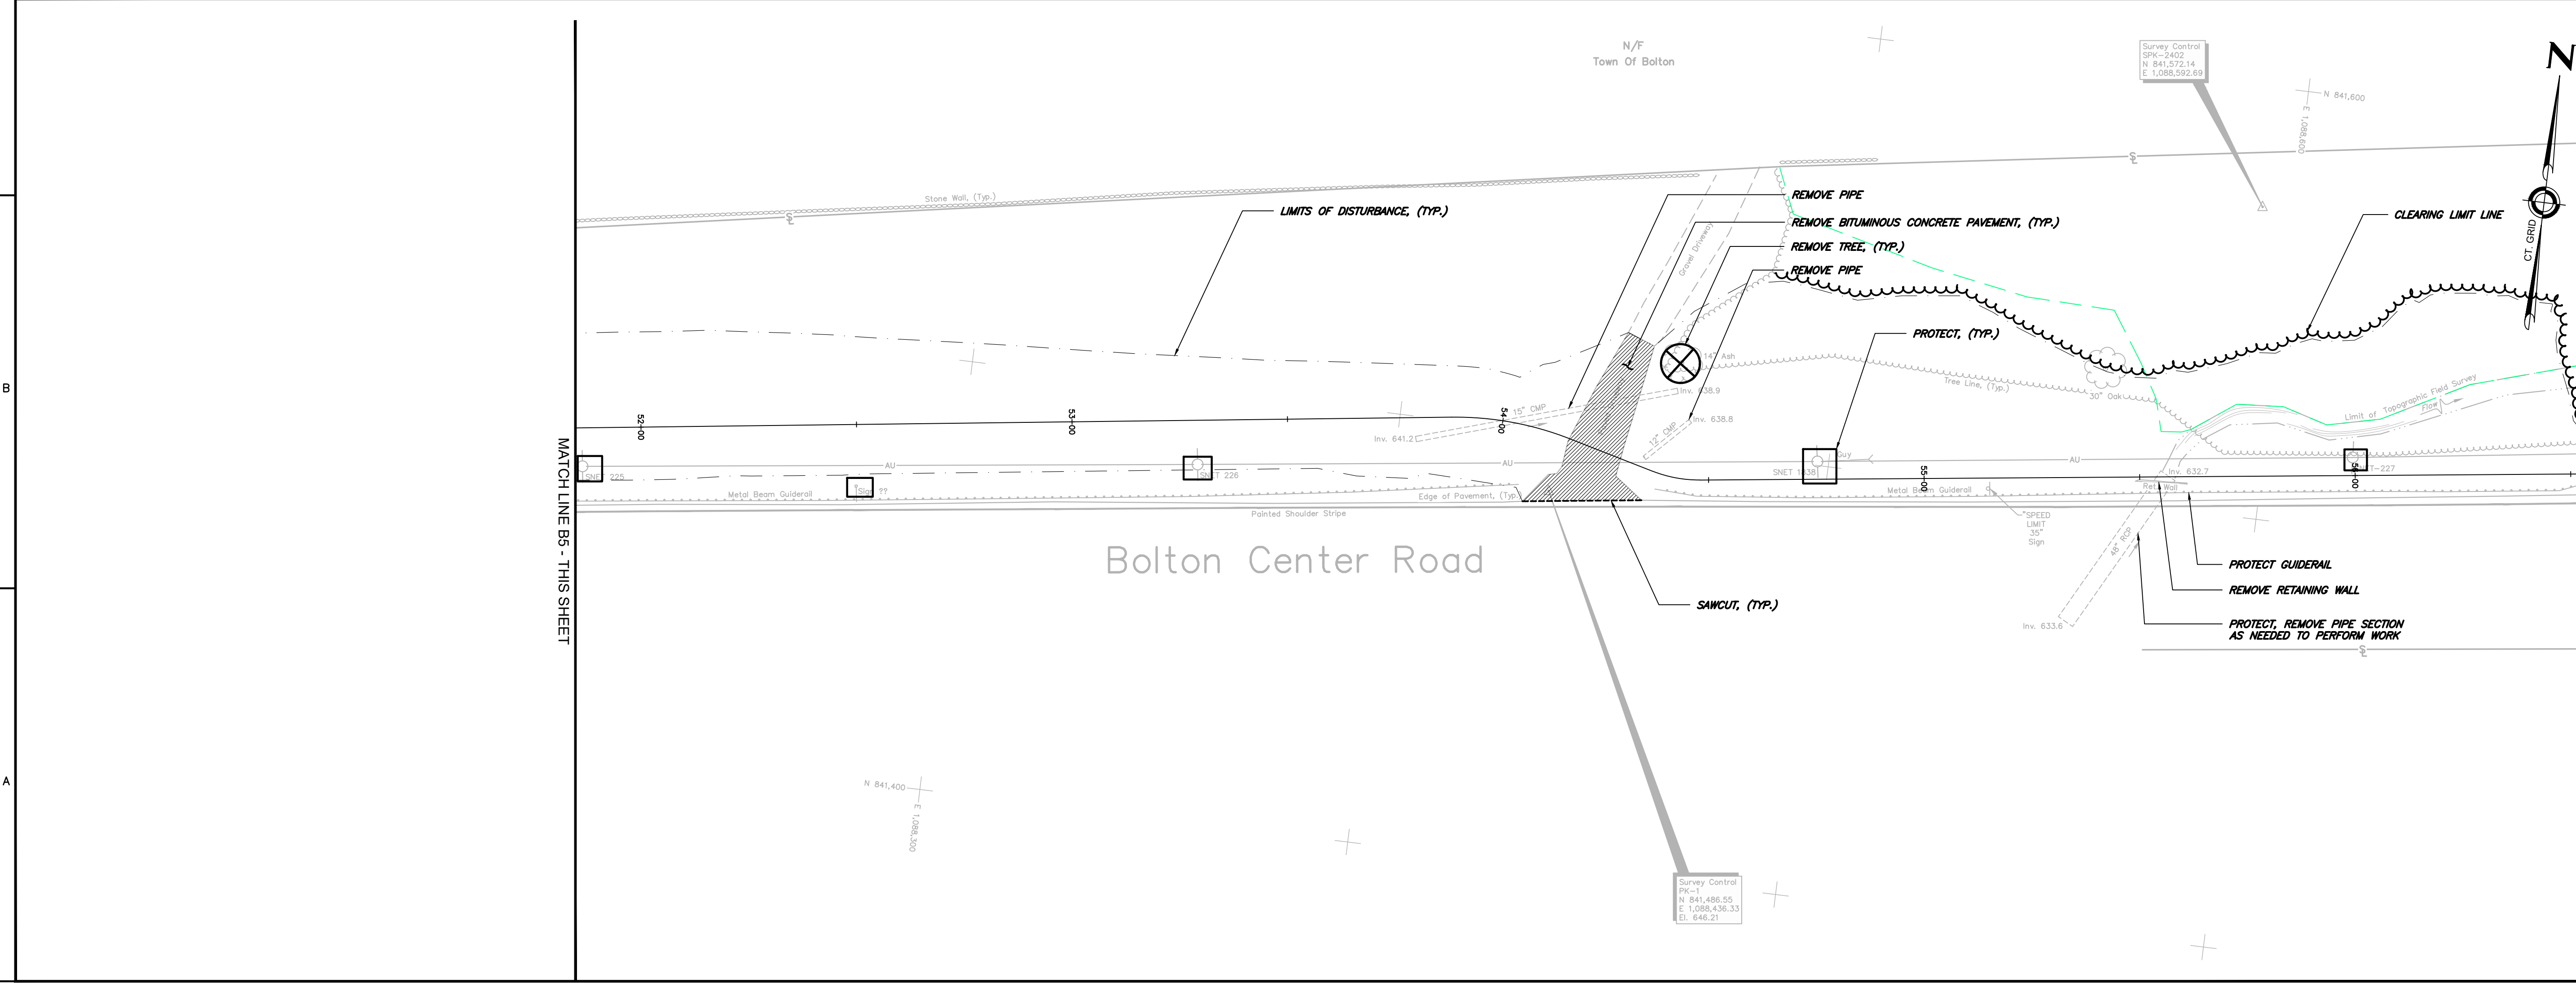 N/F
Town Of Bolton
Survey Control
SPK-2402
N 841,572.14
E 1,088,592.69
N
N 841,600
E 1,088,600
CT. GRID
Stone Wall, (Typ.)
LIMITS OF DISTURBANCE, (TYP.)
REMOVE PIPE
REMOVE BITUMINOUS CONCRETE PAVEMENT, (TYP.)
REMOVE TREE, (TYP.)
REMOVE PIPE
Gravel Driveway
CLEARING LIMIT LINE
PROTECT, (TYP.)
14" Ash
Tree Line, (Typ.)
30" Oak
Limit of Topographic Field Survey
Flow
B
52+00
53+00
54+00
55+00
56+00
15" CMP
Inv. 638.9
Inv. 641.2
12" CMP
Inv. 638.8
SNET 225
AU
SNET 226
AU
SNET 1838
Guy
AU
-227
Sign ??
Metal Beam Guiderail
Edge of Pavement, (Typ.)
Painted Shoulder Stripe
Metal Beam Guiderail
Inv. 632.7
Ret. Wall
"SPEED
LIMIT
35"
Sign
48" RCP
Inv. 633.6
Bolton Center Road
MATCH LINE B5 - THIS SHEET
SAWCUT, (TYP.)
PROTECT GUIDERAIL
REMOVE RETAINING WALL
PROTECT, REMOVE PIPE SECTION
AS NEEDED TO PERFORM WORK
A
N 841,400
E 1,088,300
Survey Control
PK-1
N 841,486.55
E 1,088,436.33
El. 646.21